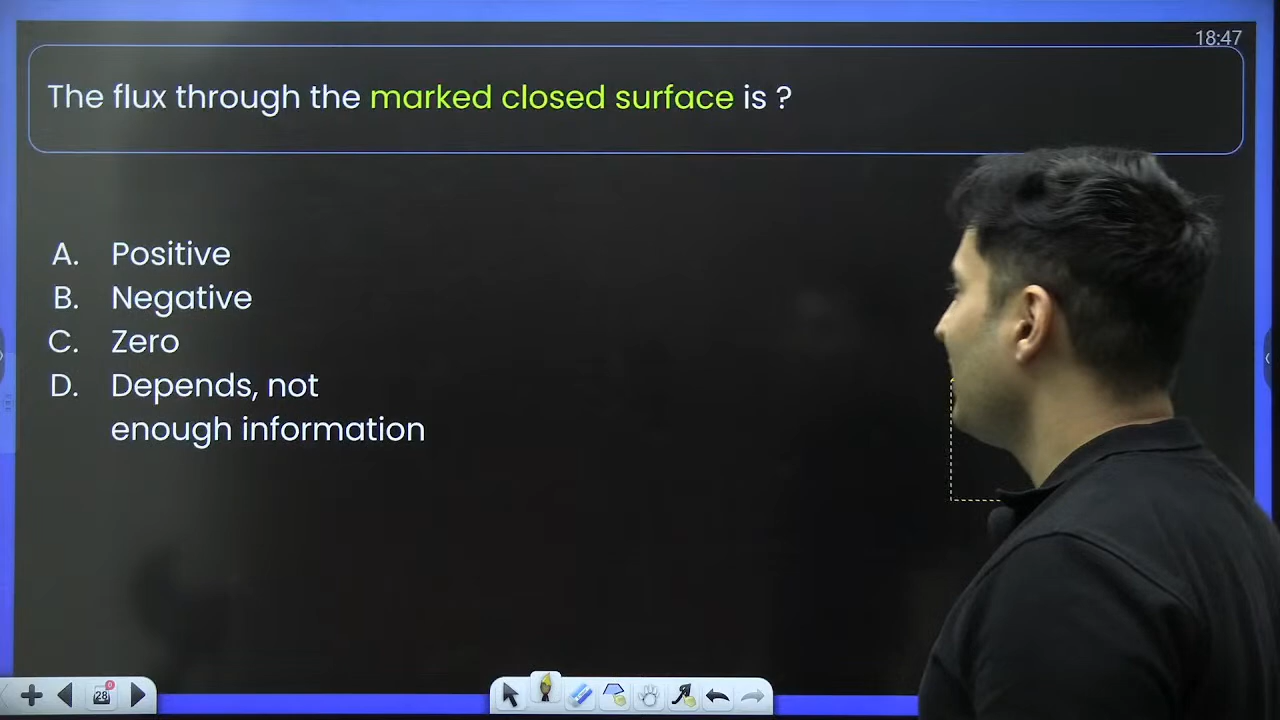 18:47
The flux through the marked closed surface is ?
A. Positive
B. Negative
C. Zero
D. Depends, not
enough information
28